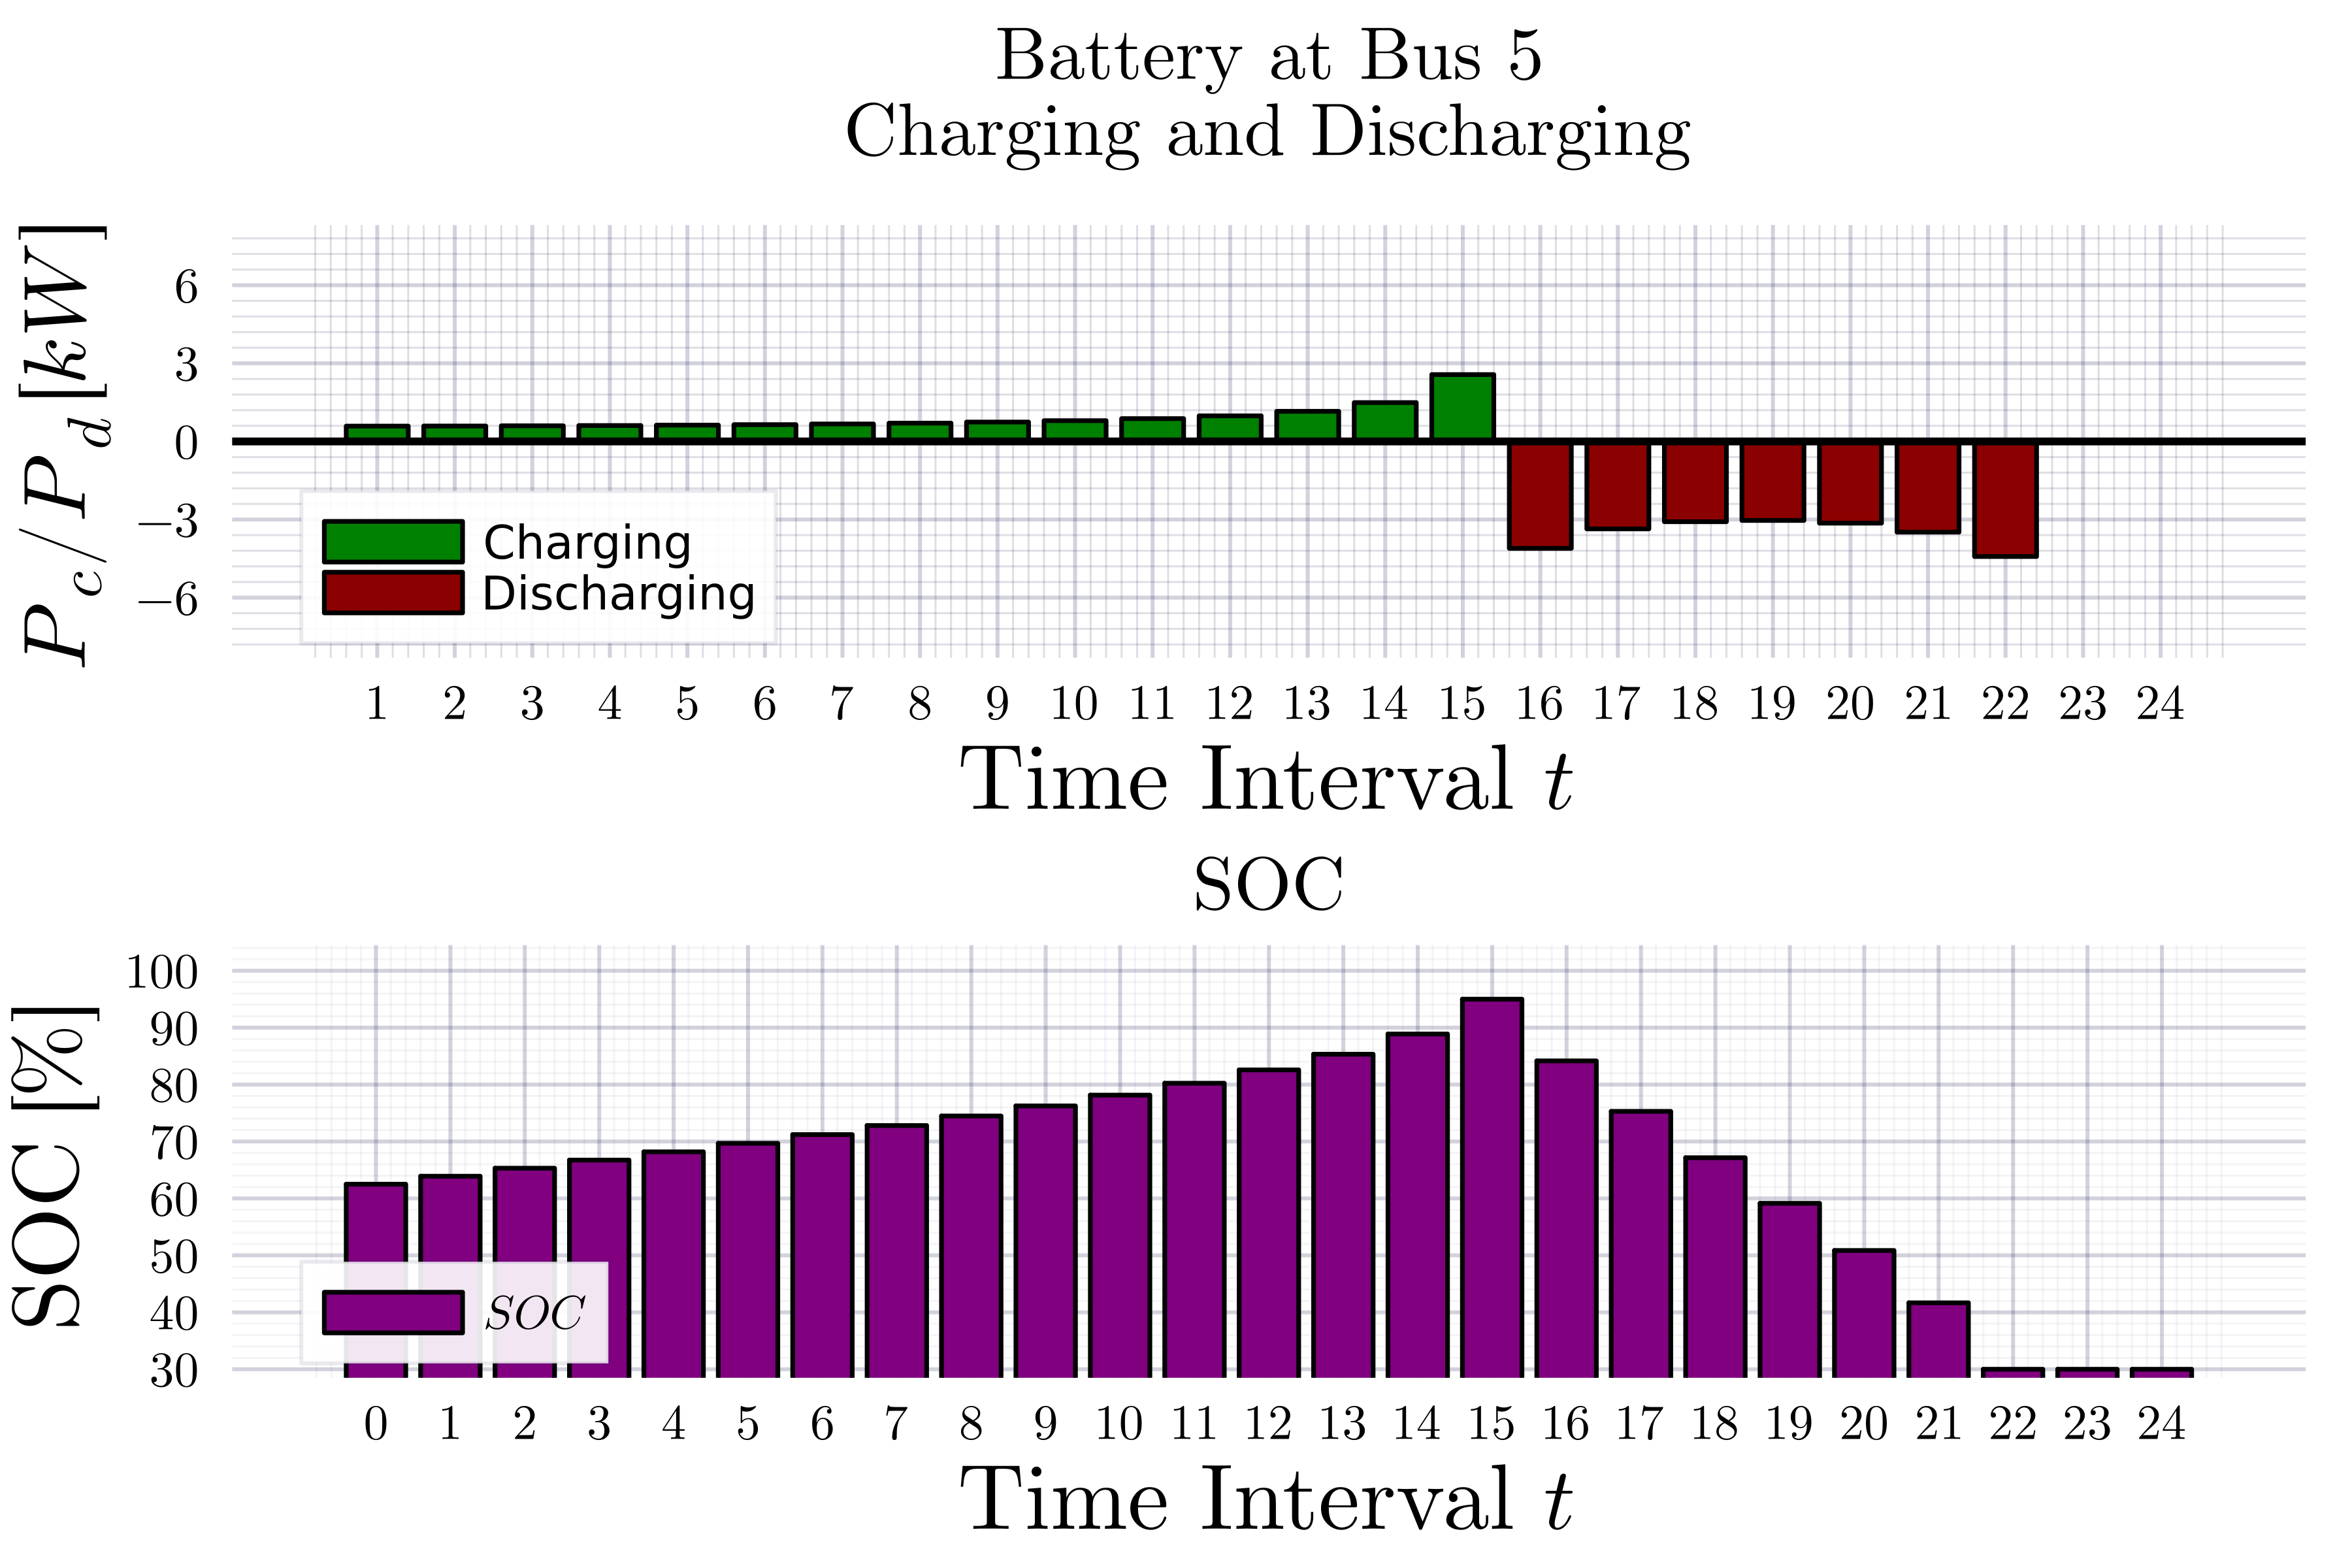 Battery at Bus 5
Charging and Discharging
P_c/P_d [kW]
6
3
0
−3
−6
Charging
Discharging
1 2 3 4 5 6 7 8 9 10 11 12 13 14 15 16 17 18 19 20 21 22 23 24
Time Interval t
SOC
SOC [%]
100
90
80
70
60
50
40
30
SOC
0 1 2 3 4 5 6 7 8 9 10 11 12 13 14 15 16 17 18 19 20 21 22 23 24
Time Interval t